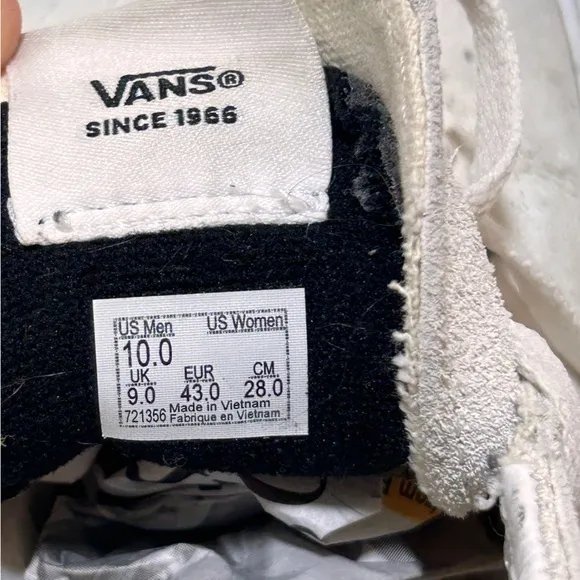 VANS®
SINCE 1966
US Men US Women
10.0
UK EUR CM
9.0 43.0 28.0
721356 Made in Vietnam
Fabrique en Vietnam